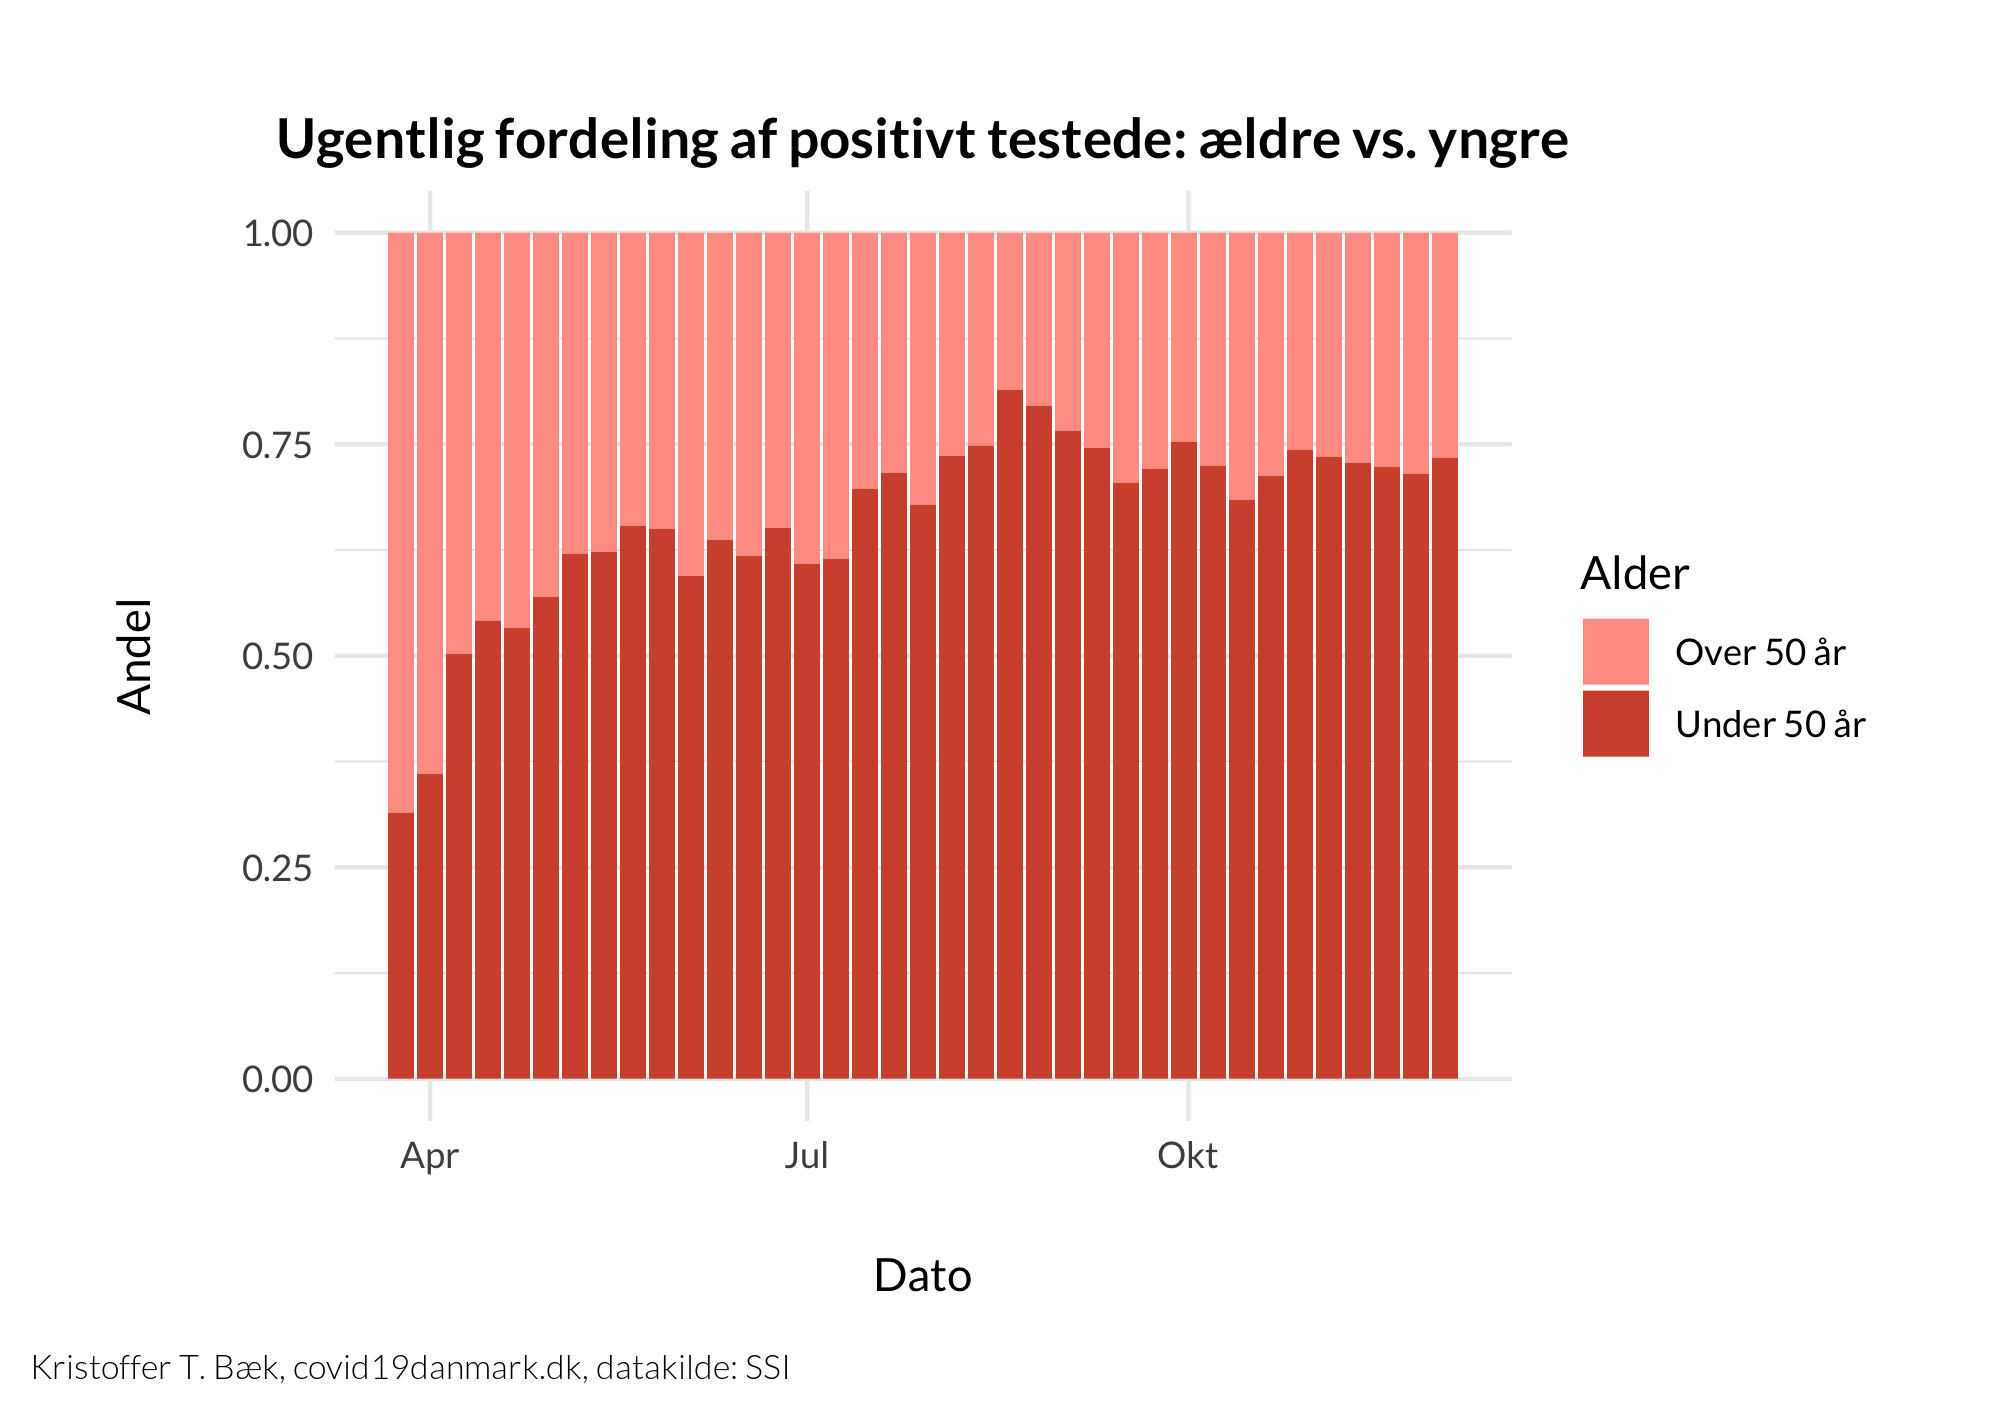 Ugentlig fordeling af positivt testede: ældre vs. yngre
1.00
0.75
0.50
0.25
0.00
Andel
Apr
Jul
Okt
Dato
Alder
Over 50 år
Under 50 år
Kristoffer T. Bæk, covid19danmark.dk, datakilde: SSI